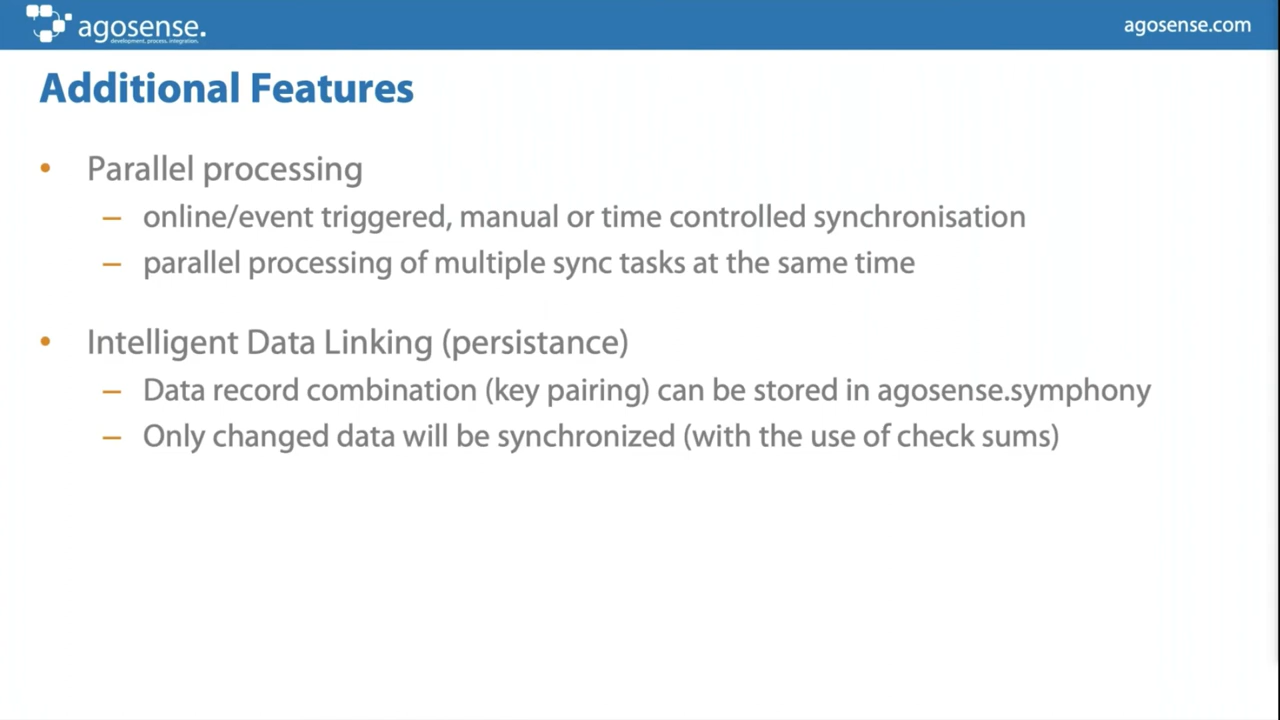 agosense.
development. process. integration.
agosense.com
Additional Features
• Parallel processing
– online/event triggered, manual or time controlled synchronisation
– parallel processing of multiple sync tasks at the same time
• Intelligent Data Linking (persistance)
– Data record combination (key pairing) can be stored in agosense.symphony
– Only changed data will be synchronized (with the use of check sums)